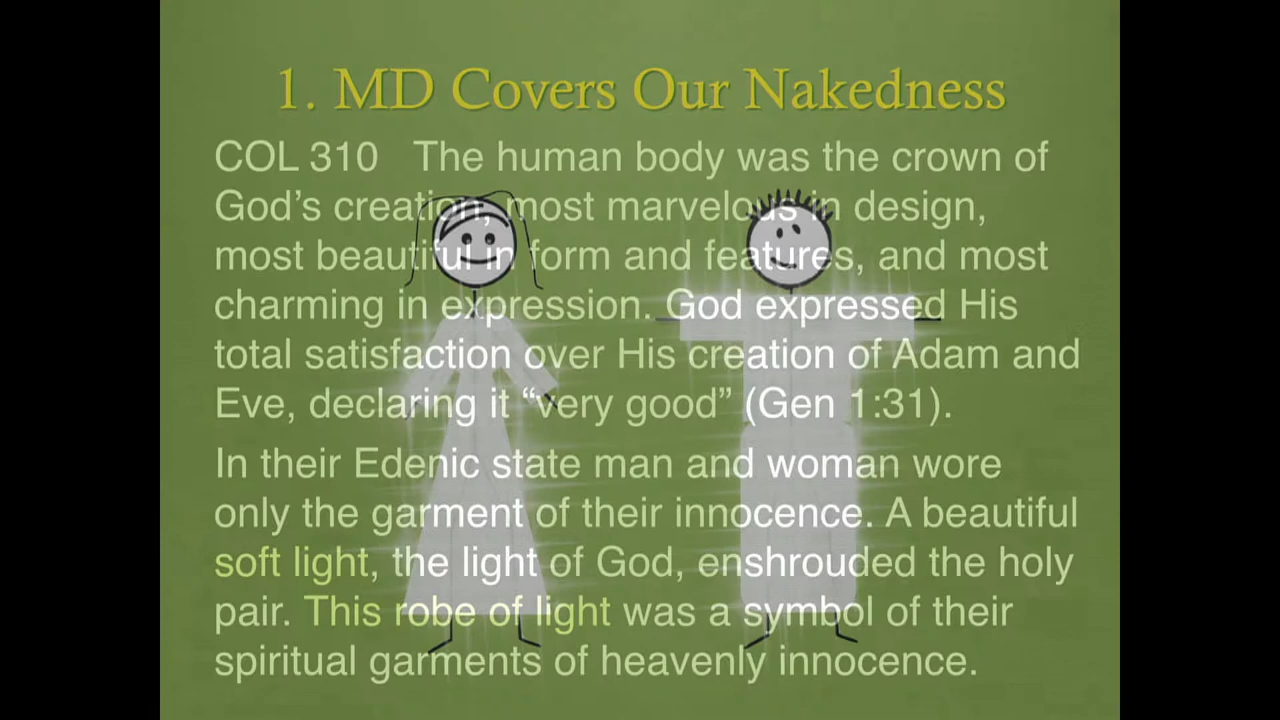 1. MD Covers Our Nakedness
COL 310 The human body was the crown of
God’s creation, most marvelous in design,
most beautiful in form and features, and most
charming in expression. God expressed His
total satisfaction over His creation of Adam and
Eve, declaring it “very good” (Gen 1:31).
In their Edenic state man and woman wore
only the garment of their innocence. A beautiful
soft light, the light of God, enshrouded the holy
pair. This robe of light was a symbol of their
spiritual garments of heavenly innocence.